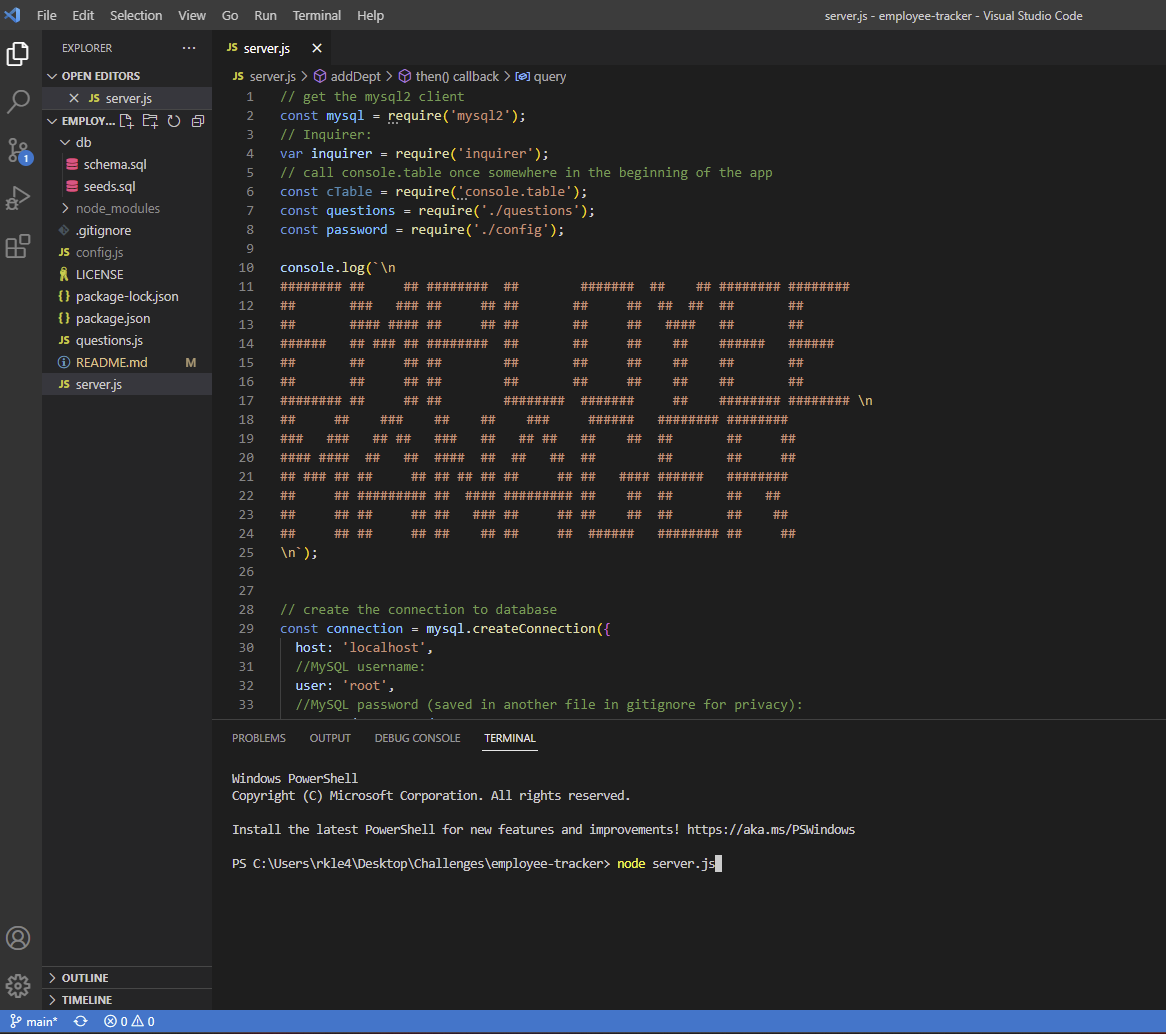 File Edit Selection View Go Run Terminal Help
server.js - employee-tracker - Visual Studio Code
EXPLORER ...
OPEN EDITORS
JS server.js
EMPLOY...
db
schema.sql
seeds.sql
node_modules
.gitignore
JS config.js
LICENSE
{} package-lock.json
{} package.json
JS questions.js
README.md M
JS server.js
OUTLINE
TIMELINE
1
JS server.js
JS server.js > addDept > then() callback > query
1 // get the mysql2 client
2 const mysql = require('mysql2');
3 // Inquirer:
4 var inquirer = require('inquirer');
5 // call console.table once somewhere in the beginning of the app
6 const cTable = require('console.table');
7 const questions = require('./questions');
8 const password = require('./config');
9
10 console.log(`\n
11 ######## ##     ## ########  ##        #######  ##    ## ######## ########
12 ##       ###   ### ##     ## ##       ##     ##  ##  ##  ##       ##
13 ##       #### #### ##     ## ##       ##     ##   ####   ##       ##
14 ######   ## ### ## ########  ##       ##     ##    ##    ######   ######
15 ##       ##     ## ##        ##       ##     ##    ##    ##       ##
16 ##       ##     ## ##        ##       ##     ##    ##    ##       ##
17 ######## ##     ## ##        ########  #######     ##    ######## ######## \n
18 ##     ##    ###    ##    ##    ###     ######   ######## ########
19 ###   ###   ## ##   ###   ##   ## ##   ##    ##  ##       ##     ##
20 #### ####  ##   ##  ####  ##  ##   ##  ##        ##       ##     ##
21 ## ### ## ##     ## ## ## ## ##     ## ##   #### ######   ########
22 ##     ## ######### ##  #### ######### ##    ##  ##       ##   ##
23 ##     ## ##     ## ##   ### ##     ## ##    ##  ##       ##    ##
24 ##     ## ##     ## ##    ## ##     ##  ######   ######## ##     ##
25 \n`);
26
27
28 // create the connection to database
29 const connection = mysql.createConnection({
30 host: 'localhost',
31 //MySQL username:
32 user: 'root',
33 //MySQL password (saved in another file in gitignore for privacy):
PROBLEMS OUTPUT DEBUG CONSOLE TERMINAL
Windows PowerShell
Copyright (C) Microsoft Corporation. All rights reserved.
Install the latest PowerShell for new features and improvements! https://aka.ms/PSWindows
PS C:\Users\rkle4\Desktop\Challenges\employee-tracker> node server.js
main* 0 0